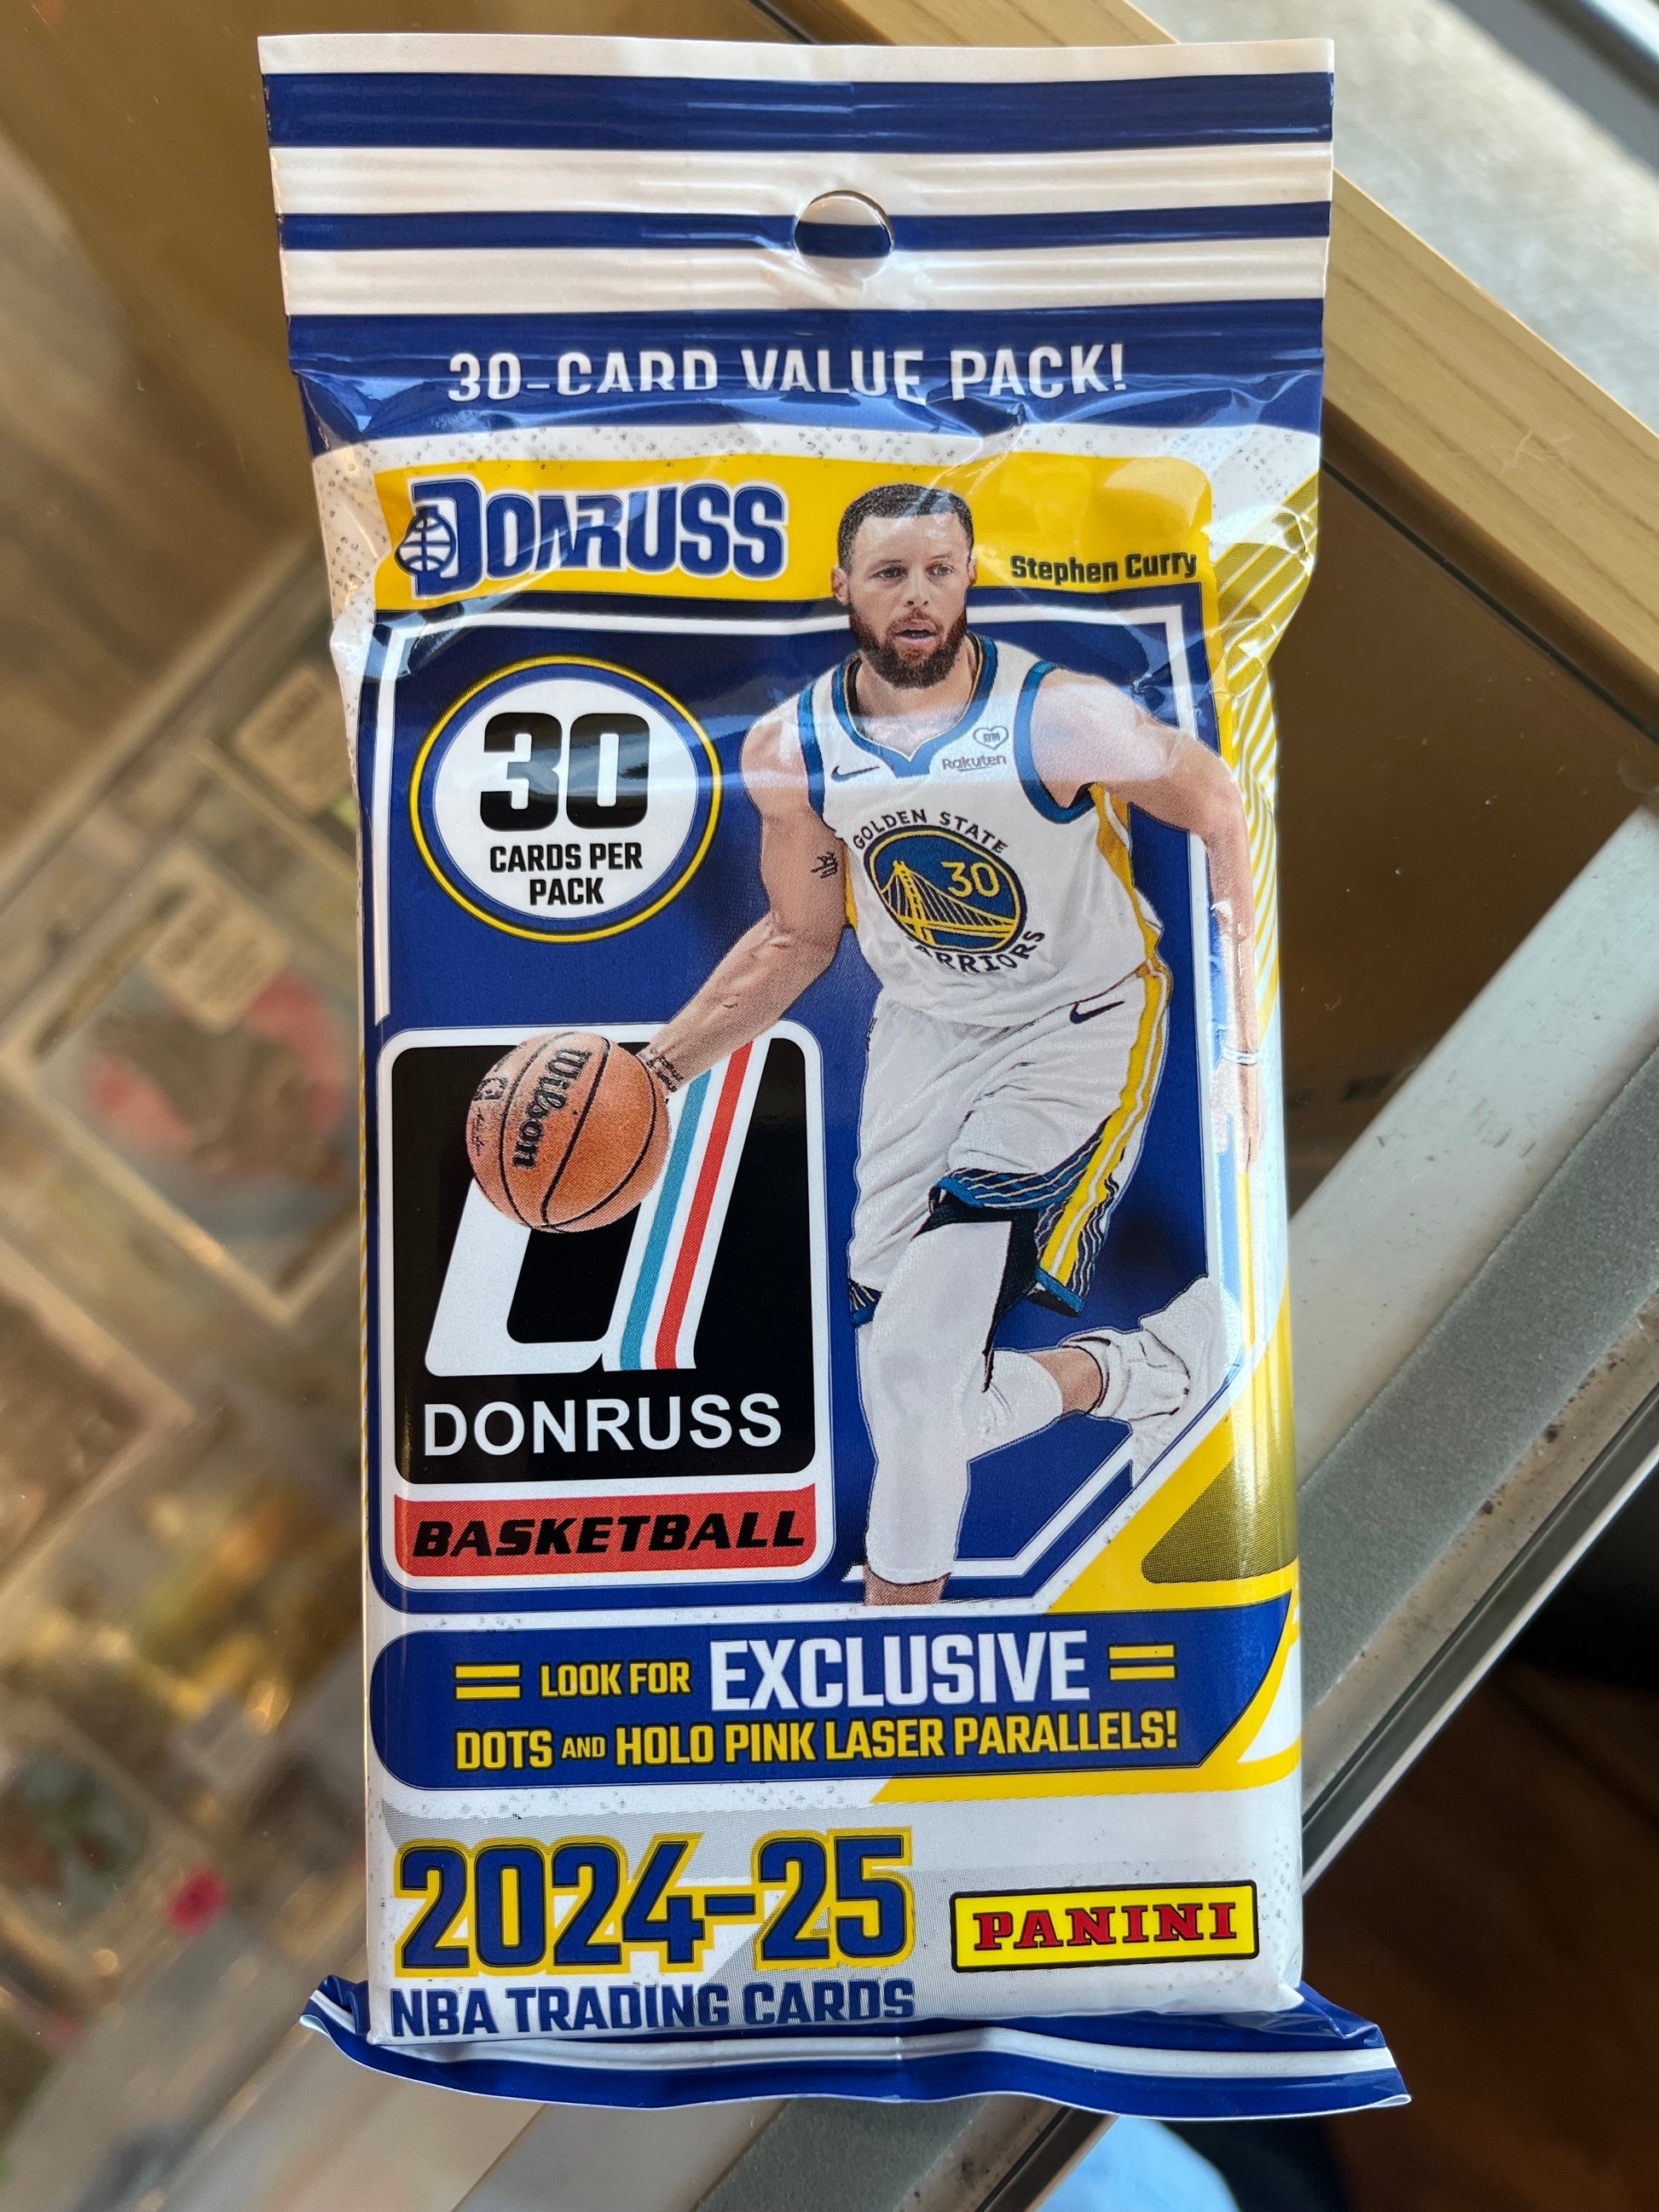 30-CARD VALUE PACK!
DONRUSS
Stephen Curry
30
CARDS PER
PACK
Rakuten
GOLDEN STATE
30
WARRIORS
Wilson
DONRUSS
BASKETBALL
LOOK FOR EXCLUSIVE
DOTS AND HOLO PINK LASER PARALLELS!
2024-25
PANINI
NBA TRADING CARDS